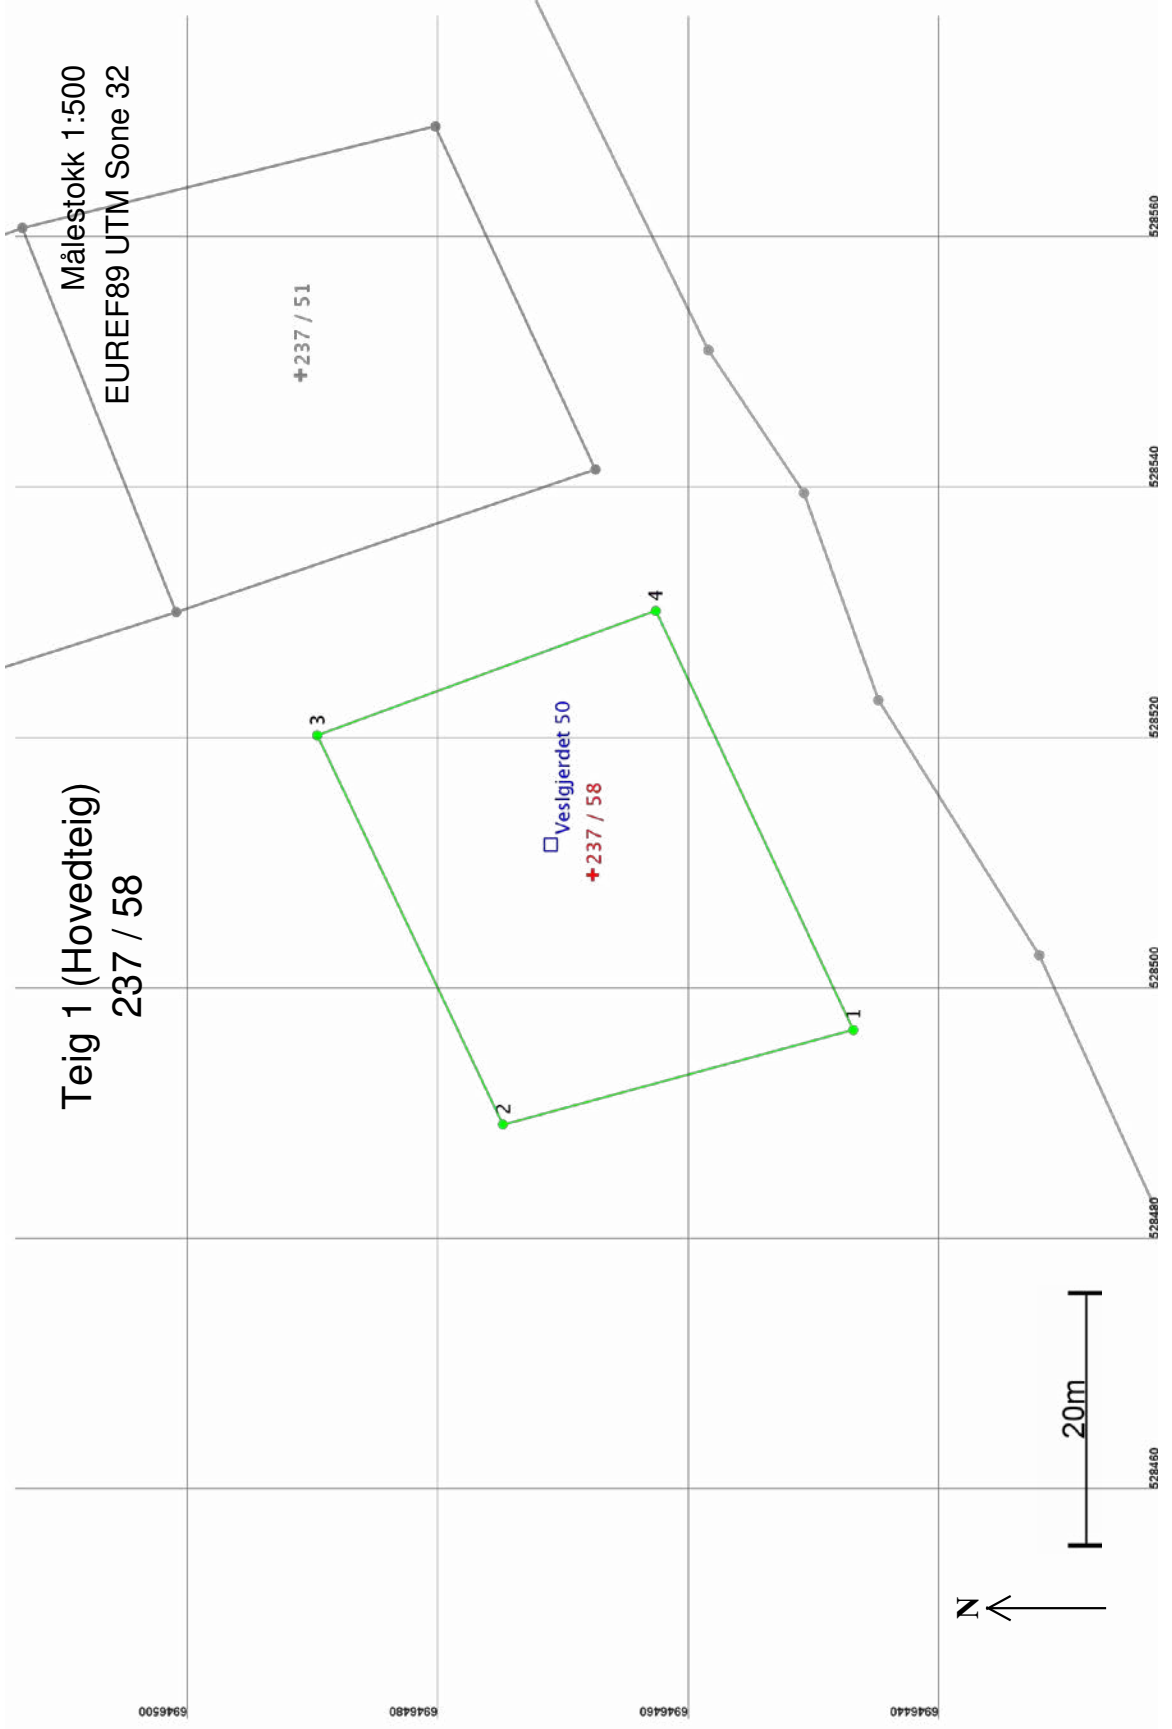 Teig 1 (Hovedteig)
237 / 58
Målestokk 1:500
EUREF89 UTM Sone 32
6946500
6946480
6946460
6946440
+237 / 51
3
2
4
1
Veslgjerdet 50
+237 / 58
N
20m
528460
528480
528500
528520
528540
528560